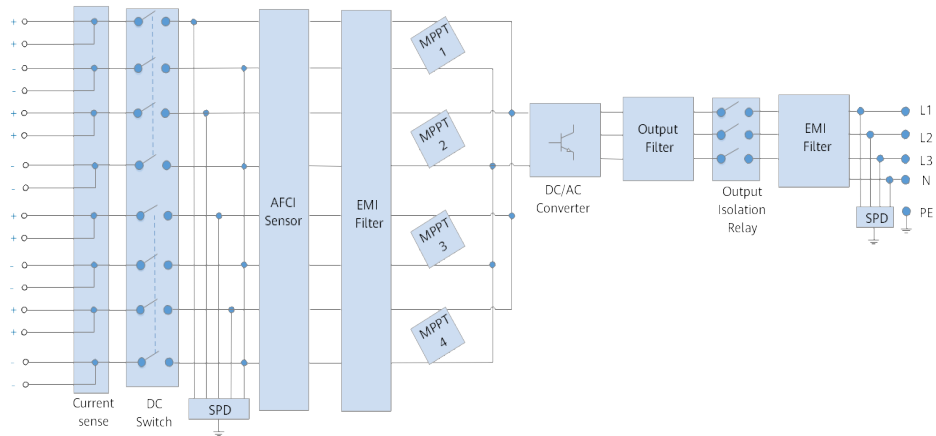 +
+
-
-
+
+
-
-
+
+
-
-
+
+
-
-
Current
sense
DC
Switch
SPD
AFCI
Sensor
EMI
Filter
MPPT
1
MPPT
2
MPPT
3
MPPT
4
DC/AC
Converter
Output
Filter
Output
Isolation
Relay
EMI
Filter
L1
L2
L3
N
PE
SPD